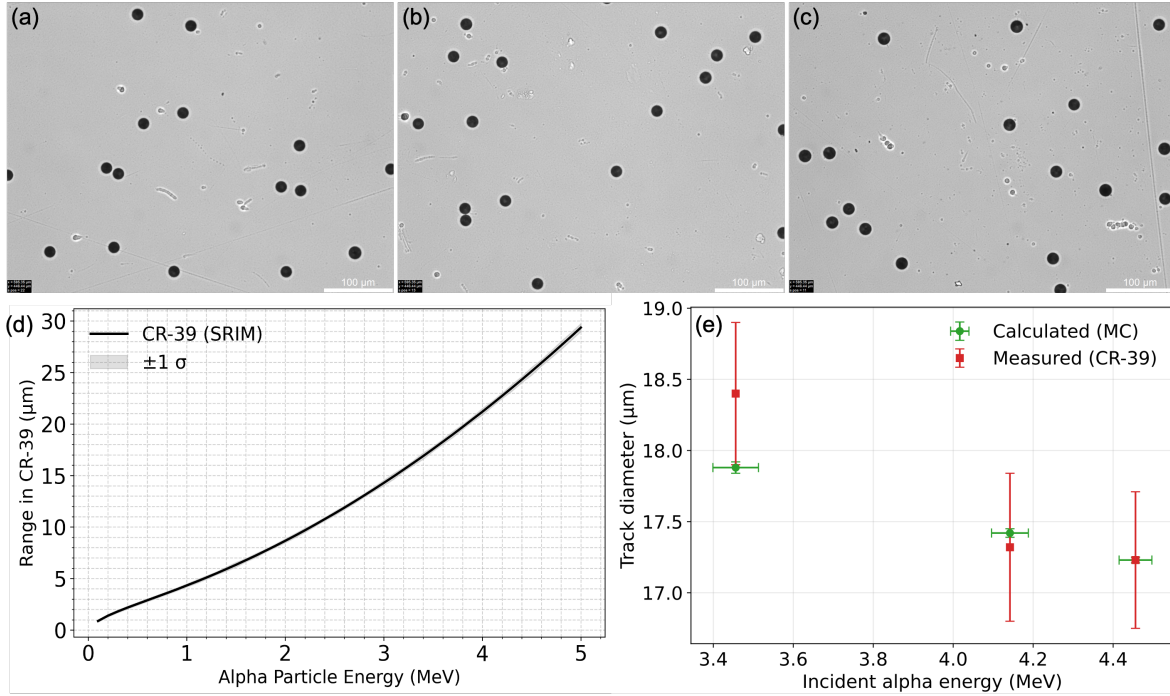 (a)
(b)
(c)
100 µm
100 µm
100 µm
(d)
30
25
20
15
10
5
0
Range in CR-39 (µm)
CR-39 (SRIM)
±1 σ
0 1 2 3 4 5
Alpha Particle Energy (MeV)
(e)
19.0
18.5
18.0
17.5
17.0
Track diameter (µm)
Calculated (MC)
Measured (CR-39)
3.4 3.6 3.8 4.0 4.2 4.4
Incident alpha energy (MeV)